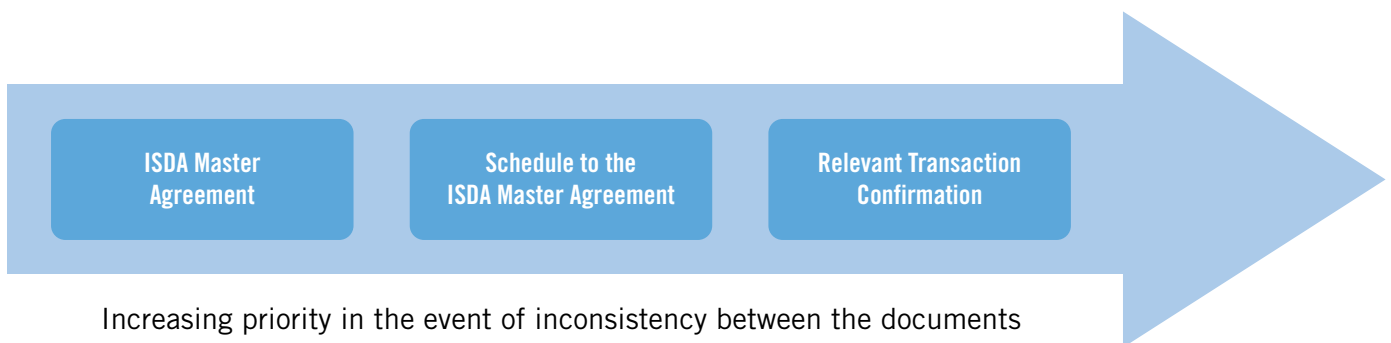 ISDA Master
Agreement
Schedule to the
ISDA Master Agreement
Relevant Transaction
Confirmation
Increasing priority in the event of inconsistency between the documents